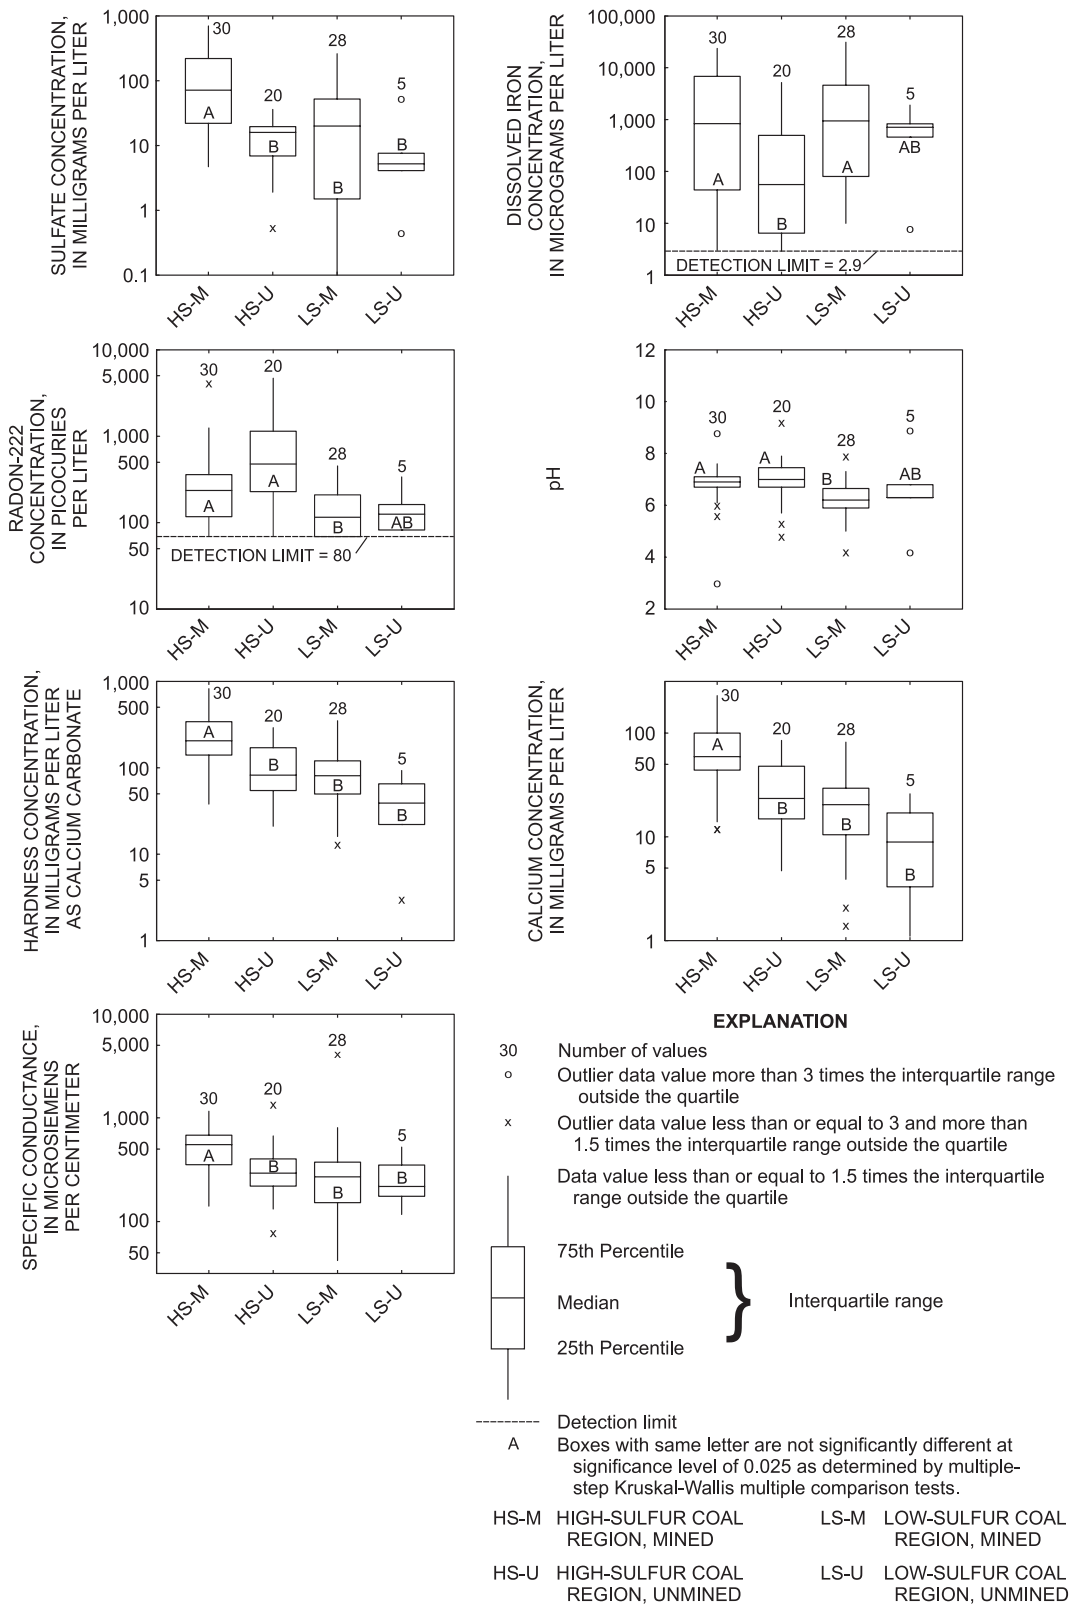 SULFATE CONCENTRATION,
IN MILLIGRAMS PER LITER
1,000
100
10
1
0.1
30
20
28
5
A
B
B
B
HS-M
HS-U
LS-M
LS-U
DISSOLVED IRON
CONCENTRATION,
IN MICROGRAMS PER LITER
100,000
10,000
1,000
100
10
1
30
20
28
5
A
B
A
AB
DETECTION LIMIT = 2.9
HS-M
HS-U
LS-M
LS-U
RADON-222
CONCENTRATION,
IN PICOCURIES
PER LITER
10,000
5,000
1,000
500
100
50
10
30
20
28
5
A
A
B
AB
DETECTION LIMIT = 80
HS-M
HS-U
LS-M
LS-U
pH
12
10
8
6
4
2
30
20
28
5
A
A
B
AB
HS-M
HS-U
LS-M
LS-U
HARDNESS CONCENTRATION,
IN MILLIGRAMS PER LITER
AS CALCIUM CARBONATE
1,000
500
100
50
10
5
1
30
20
28
5
A
B
B
B
HS-M
HS-U
LS-M
LS-U
CALCIUM CONCENTRATION,
IN MILLIGRAMS PER LITER
100
50
10
5
1
30
20
28
5
A
B
B
B
HS-M
HS-U
LS-M
LS-U
SPECIFIC CONDUCTANCE,
IN MICROSIEMENS
PER CENTIMETER
10,000
5,000
1,000
500
100
50
30
20
28
5
A
B
B
B
HS-M
HS-U
LS-M
LS-U
EXPLANATION
30 Number of values
o Outlier data value more than 3 times the interquartile range
outside the quartile
x Outlier data value less than or equal to 3 and more than
1.5 times the interquartile range outside the quartile
Data value less than or equal to 1.5 times the interquartile
range outside the quartile
75th Percentile
Median
25th Percentile
Interquartile range
Detection limit
A Boxes with same letter are not significantly different at
significance level of 0.025 as determined by multiple-
step Kruskal-Wallis multiple comparison tests.
HS-M HIGH-SULFUR COAL
REGION, MINED
LS-M LOW-SULFUR COAL
REGION, MINED
HS-U HIGH-SULFUR COAL
REGION, UNMINED
LS-U LOW-SULFUR COAL
REGION, UNMINED